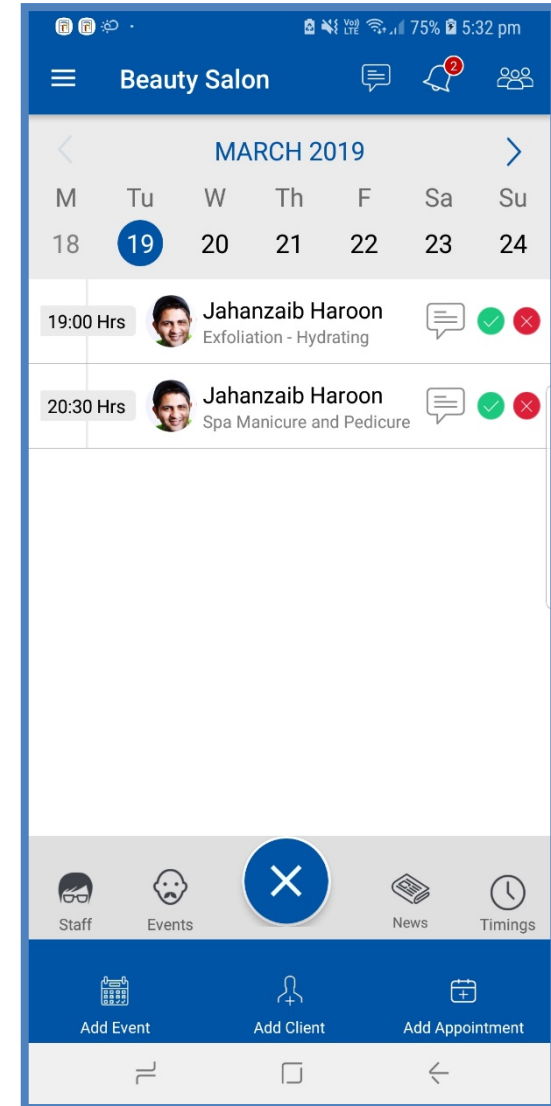 75% 5:32 pm
Beauty Salon 2
MARCH 2019
M Tu W Th F Sa Su
18 19 20 21 22 23 24
19:00 Hrs Jahanzaib Haroon
Exfoliation - Hydrating
20:30 Hrs Jahanzaib Haroon
Spa Manicure and Pedicure
Staff Events News Timings
Add Event Add Client Add Appointment